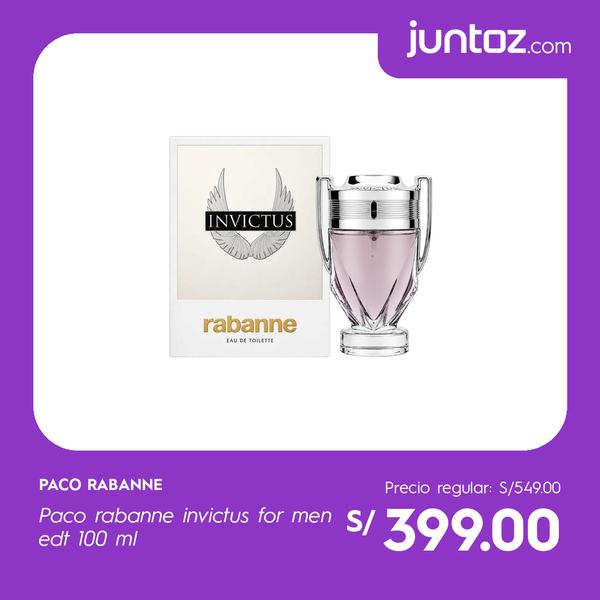 juntoz.com
INVICTUS
rabanne
EAU DE TOILETTE
PACO RABANNE
Paco rabanne invictus for men
edt 100 ml
Precio regular: S/549.00
S/ 399.00